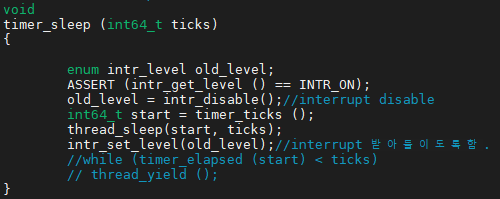 void
timer_sleep (int64_t ticks)
{
enum intr_level old_level;
ASSERT (intr_get_level () == INTR_ON);
old_level = intr_disable();//interrupt disable
int64_t start = timer_ticks ();
thread_sleep(start, ticks);
intr_set_level(old_level);//interrupt 받아들이도록함.
//while (timer_elapsed (start) < ticks)
// thread_yield ();
}